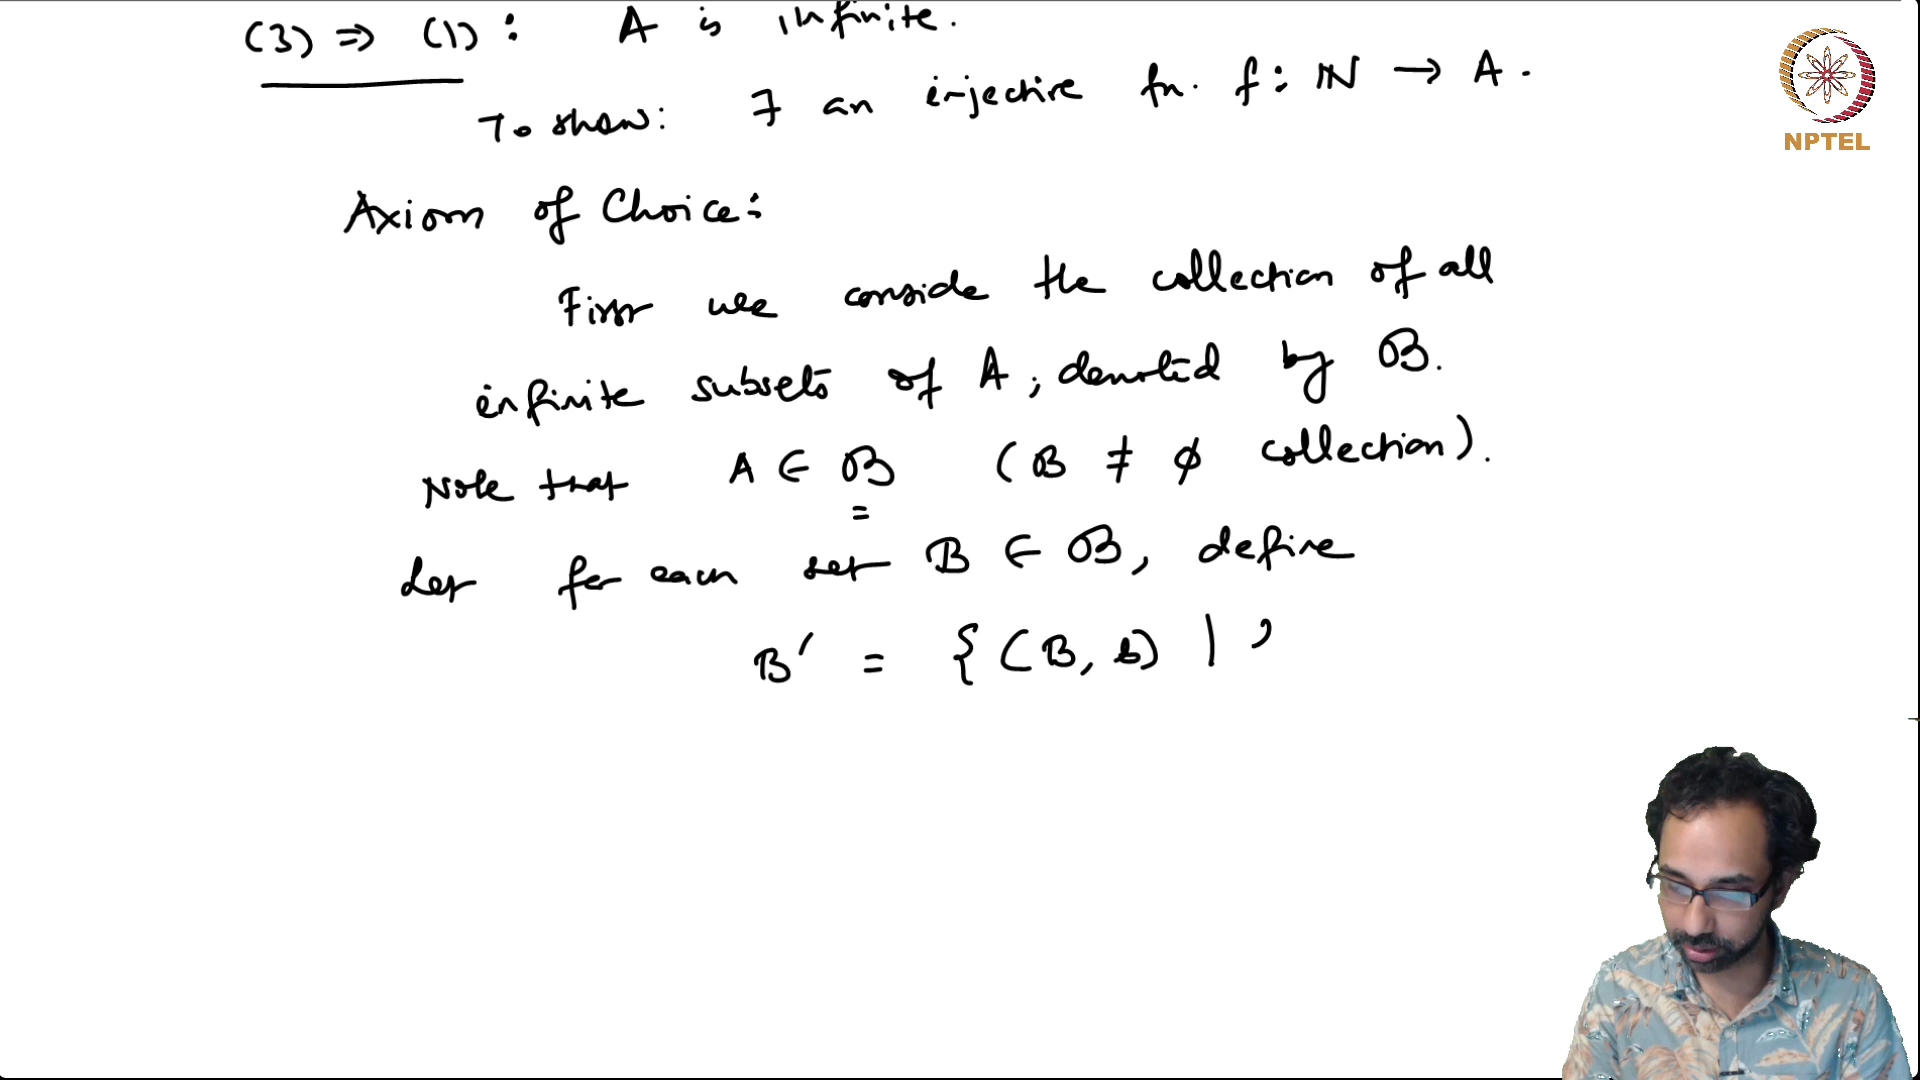 (3) ⇒ (1) : A is infinite.
To show: ∃ an injective fn. f : ℕ → A.
NPTEL
Axiom of Choice:
First we conside the collection of all
infinite subsets of A, denoted by ℬ.
Note that A ∈ ℬ (ℬ ≠ ∅ collection).
Let for each set B ∈ ℬ, define
B' = { (B, b) |